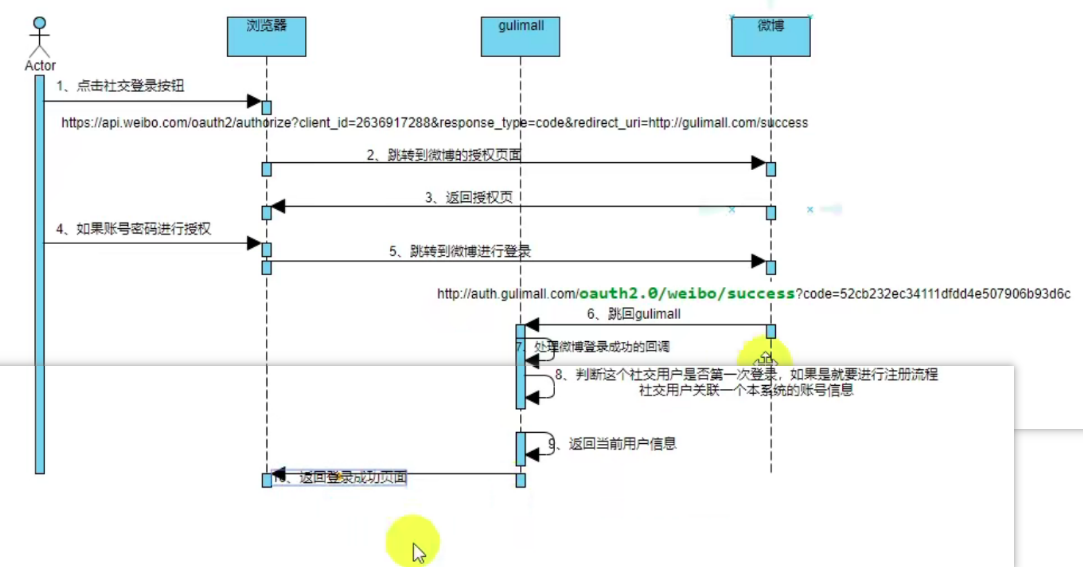 浏览器
gulimall
微博
Actor
1、点击社交登录按钮
https://api.weibo.com/oauth2/authorize?client_id=2636917288&response_type=code&redirect_uri=http://gulimall.com/success
2、跳转到微博的授权页面
3、返回授权页
4、如果账号密码进行授权
5、跳转到微博进行登录
http://auth.gulimall.com/oauth2.0/weibo/success?code=52cb232ec34111dfdd4e507906b93d6c
6、跳回gulimall
7、处理微博登录成功的回调
8、判断这个社交用户是否第一次登录，如果是就要进行注册流程
社交用户关联一个本系统的账号信息
9、返回当前用户信息
10、返回登录成功页面